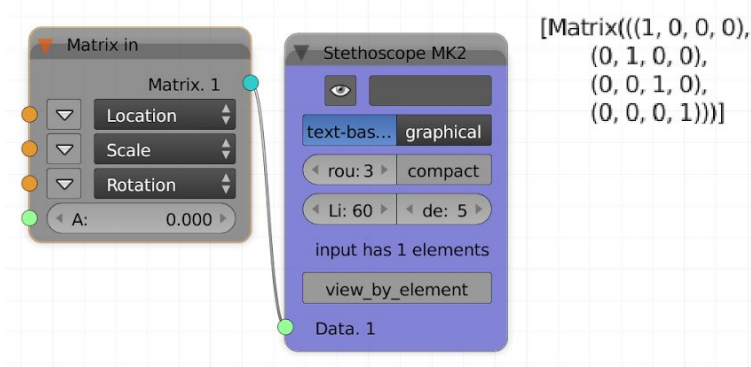 Matrix in
Matrix. 1
Location
Scale
Rotation
A: 0.000
Stethoscope MK2
text-bas... graphical
rou: 3 compact
Li: 60 de: 5
input has 1 elements
view_by_element
Data. 1
[Matrix(((1, 0, 0, 0),
(0, 1, 0, 0),
(0, 0, 1, 0),
(0, 0, 0, 1)))]